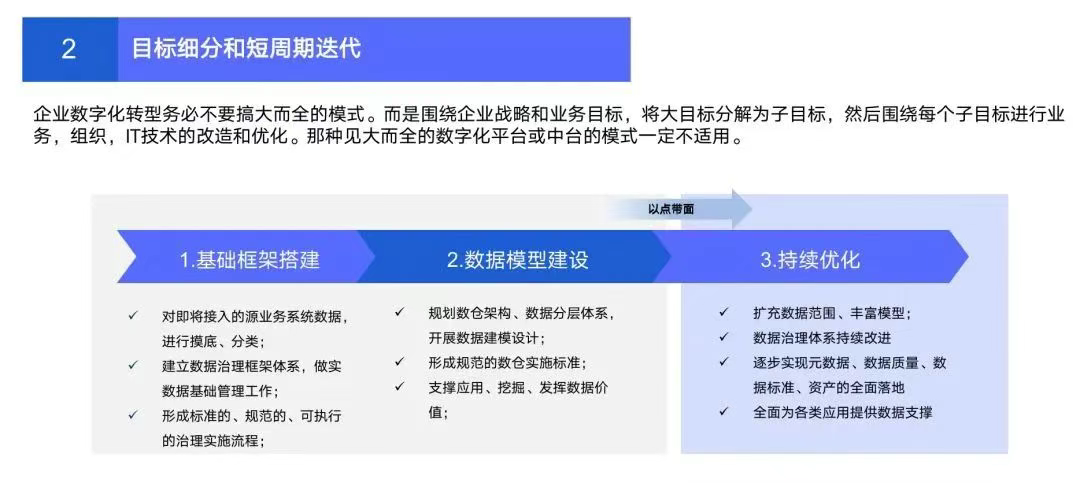 2
目标细分和短周期迭代
企业数字化转型务必不要搞大而全的模式。而是围绕企业战略和业务目标，将大目标分解为子目标，然后围绕每个子目标进行业
务，组织，IT技术的改造和优化。那种见大而全的数字化平台或中台的模式一定不适用。
以点带面
1.基础框架搭建
✓ 对即将接入的源业务系统数据，
进行摸底、分类；
✓ 建立数据治理框架体系，做实
数据基础管理工作；
✓ 形成标准的、规范的、可执行
的治理实施流程；
2.数据模型建设
✓ 规划数仓架构、数据分层体系，
开展数据建模设计；
✓ 形成规范的数仓实施标准；
✓ 支撑应用、挖掘、发挥数据价
值；
3.持续优化
✓ 扩充数据范围、丰富模型；
✓ 数据治理体系持续改进
✓ 逐步实现元数据、数据质量、数
据标准、资产的全面落地
✓ 全面为各类应用提供数据支撑